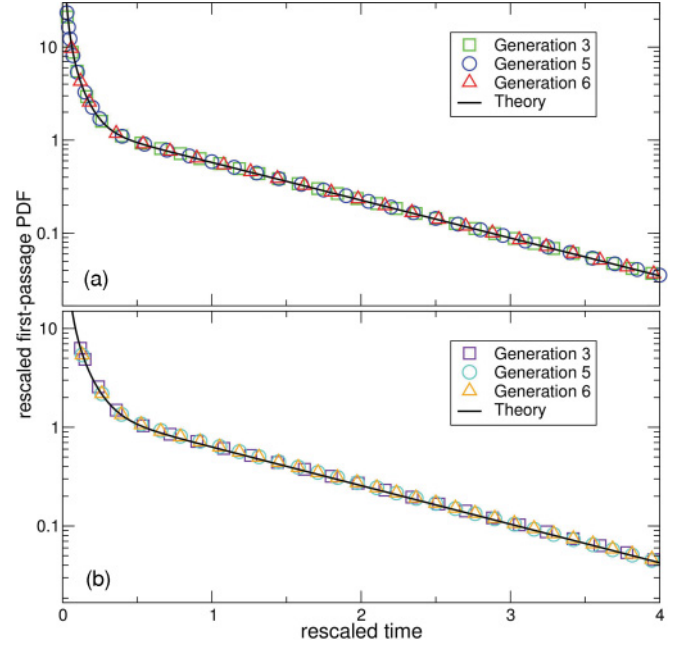 10
1
0.1
Generation 3
Generation 5
Generation 6
Theory
(a)
rescaled first-passage PDF
10
1
0.1
Generation 3
Generation 5
Generation 6
Theory
(b)
0 1 2 3 4
rescaled time